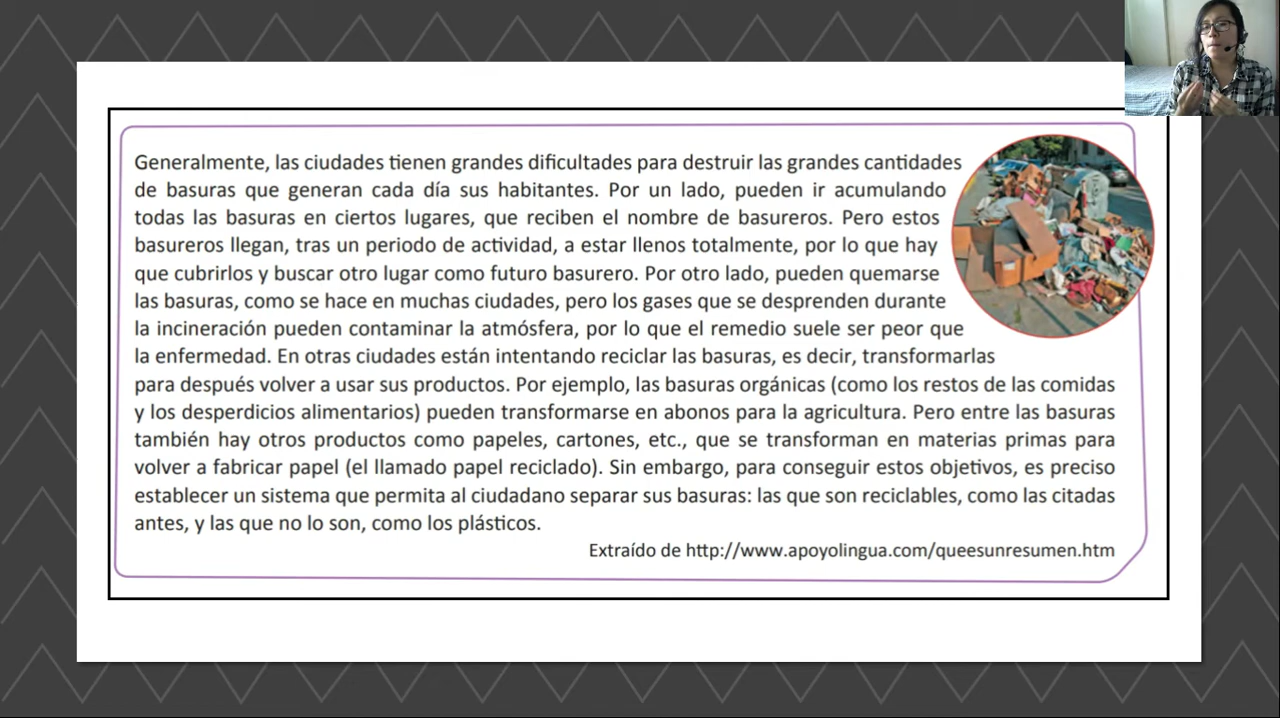 Generalmente, las ciudades tienen grandes dificultades para destruir las grandes cantidades
de basuras que generan cada día sus habitantes. Por un lado, pueden ir acumulando
todas las basuras en ciertos lugares, que reciben el nombre de basureros. Pero estos
basureros llegan, tras un periodo de actividad, a estar llenos totalmente, por lo que hay
que cubrirlos y buscar otro lugar como futuro basurero. Por otro lado, pueden quemarse
las basuras, como se hace en muchas ciudades, pero los gases que se desprenden durante
la incineración pueden contaminar la atmósfera, por lo que el remedio suele ser peor que
la enfermedad. En otras ciudades están intentando reciclar las basuras, es decir, transformarlas
para después volver a usar sus productos. Por ejemplo, las basuras orgánicas (como los restos de las comidas
y los desperdicios alimentarios) pueden transformarse en abonos para la agricultura. Pero entre las basuras
también hay otros productos como papeles, cartones, etc., que se transforman en materias primas para
volver a fabricar papel (el llamado papel reciclado). Sin embargo, para conseguir estos objetivos, es preciso
establecer un sistema que permita al ciudadano separar sus basuras: las que son reciclables, como las citadas
antes, y las que no lo son, como los plásticos.
Extraído de http://www.apoyolingua.com/queesunresumen.htm